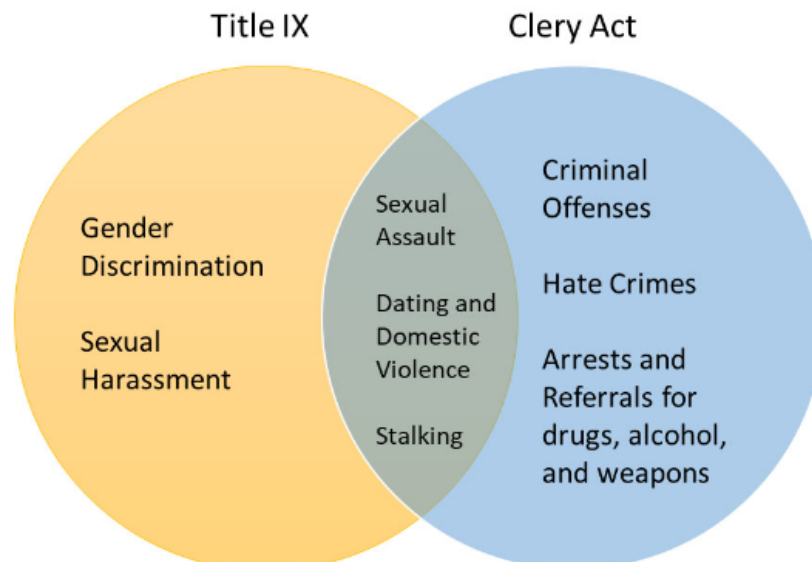 Title IX
Clery Act
Gender
Discrimination
Sexual
Harassment
Sexual
Assault
Dating and
Domestic
Violence
Stalking
Criminal
Offenses
Hate Crimes
Arrests and
Referrals for
drugs, alcohol,
and weapons